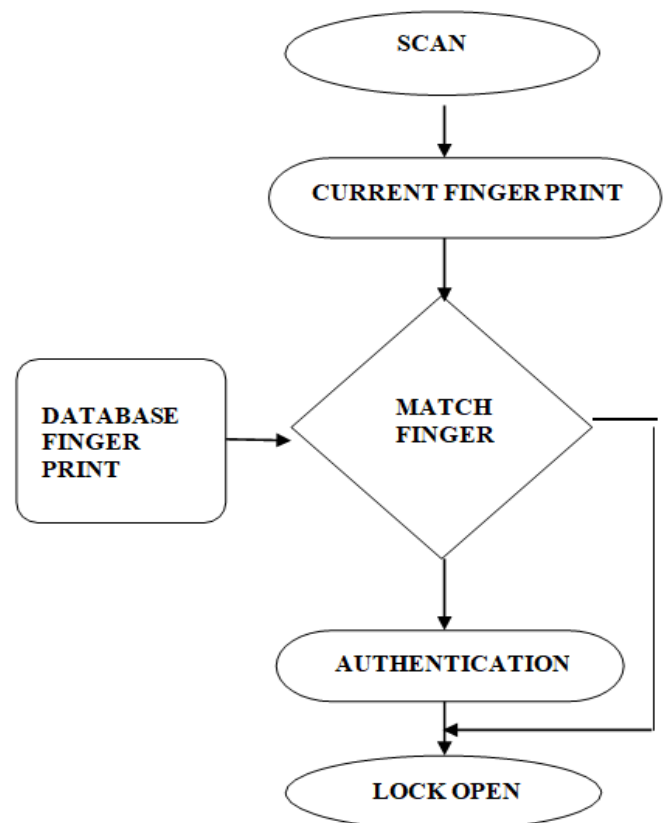 SCAN
CURRENT FINGER PRINT
MATCH
FINGER
DATABASE
FINGER
PRINT
AUTHENTICATION
LOCK OPEN